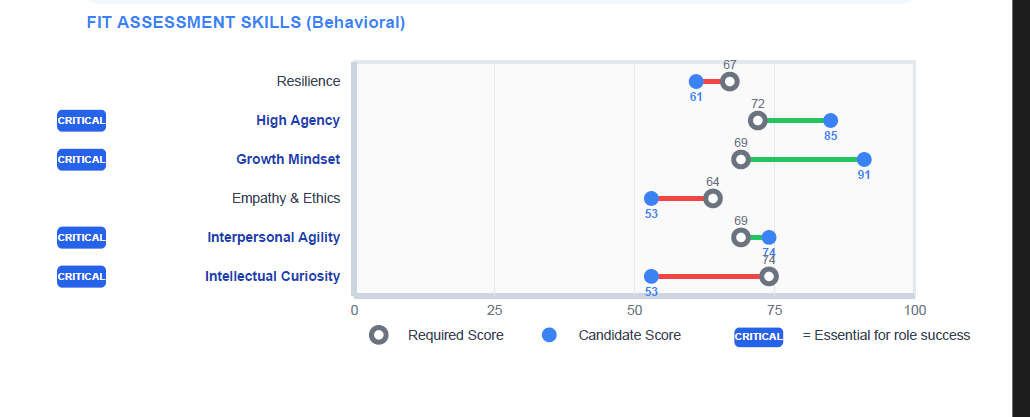 FIT ASSESSMENT SKILLS (Behavioral)
Resilience 67
61
CRITICAL High Agency 72
85
CRITICAL Growth Mindset 69
91
Empathy & Ethics 64
53
CRITICAL Interpersonal Agility 69
74
CRITICAL Intellectual Curiosity 74
53
0 25 50 75 100
Required Score Candidate Score CRITICAL = Essential for role success